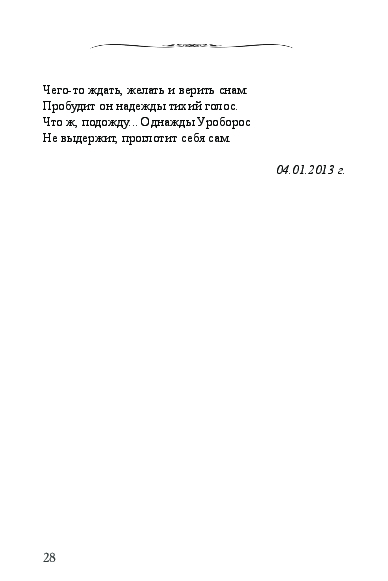 Чего-то ждать, желать и верить снам
Пробудит он надежды тихий голос.
Что ж, подожду... Однажды Уроборос
Не выдержит, проглотит себя сам.
04.01.2013 г.
28